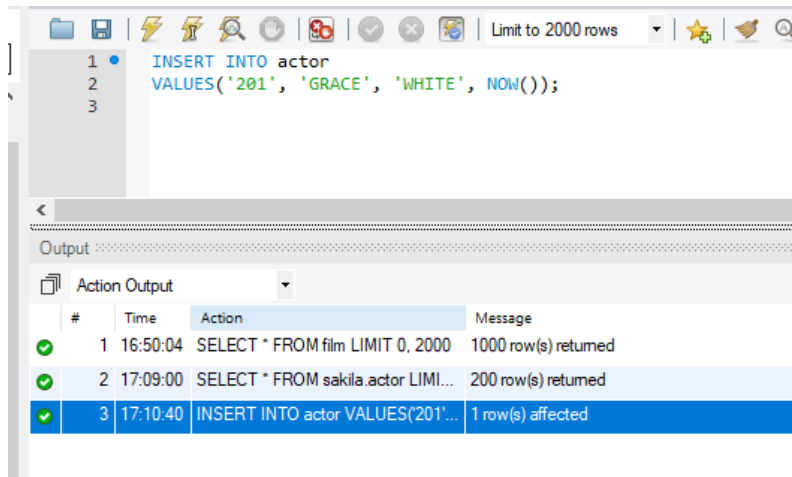 Limit to 2000 rows
1 INSERT INTO actor
2 VALUES('201', 'GRACE', 'WHITE', NOW());
3
Output
Action Output
# Time Action Message
1 16:50:04 SELECT * FROM film LIMIT 0, 2000 1000 row(s) returned
2 17:09:00 SELECT * FROM sakila.actor LIMI... 200 row(s) returned
3 17:10:40 INSERT INTO actor VALUES('201'... 1 row(s) affected